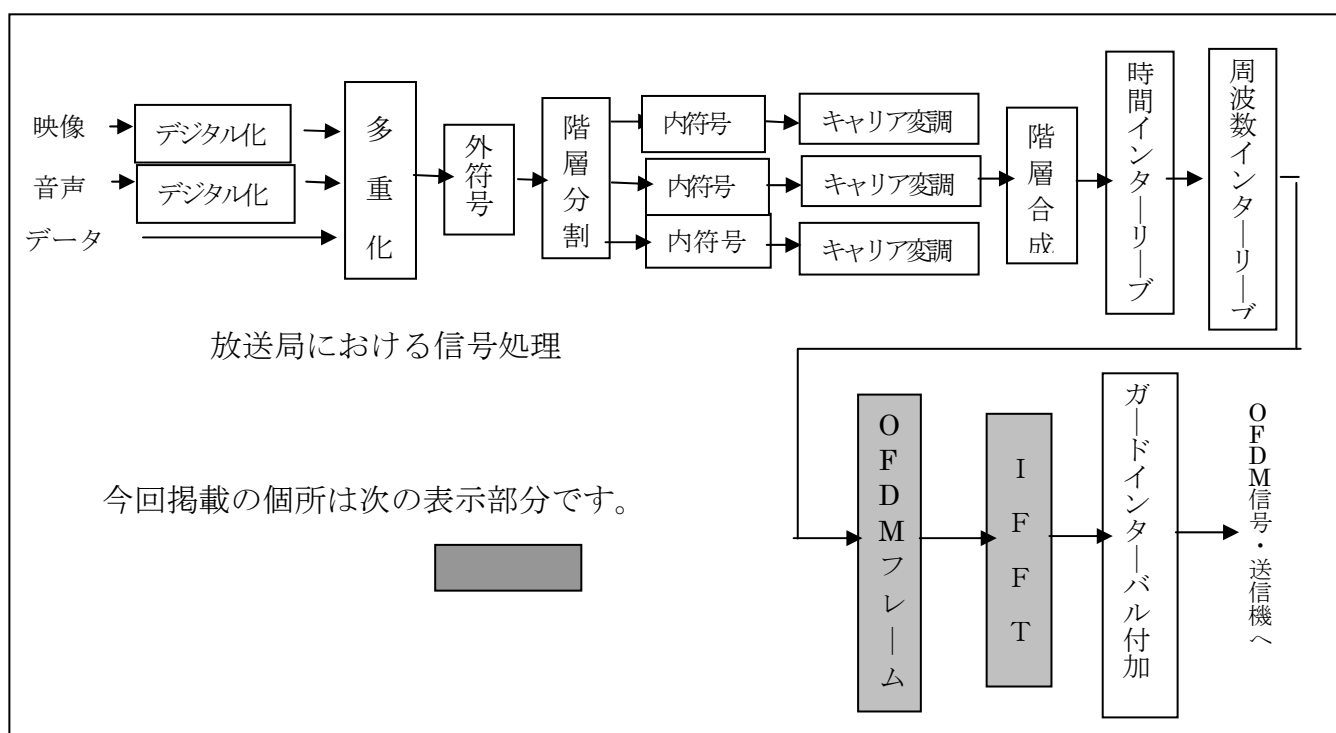 映像
デジタル化
音声
デジタル化
データ
多重化
外符号
階層分割
内符号
キャリア変調
内符号
キャリア変調
内符号
キャリア変調
階層合成
時間インターリーブ
周波数インターリーブ
放送局における信号処理
今回掲載の個所は次の表示部分です。
OFDMフレーム
IFFT
ガードインターバル付加
OFDM信号・送信機へ